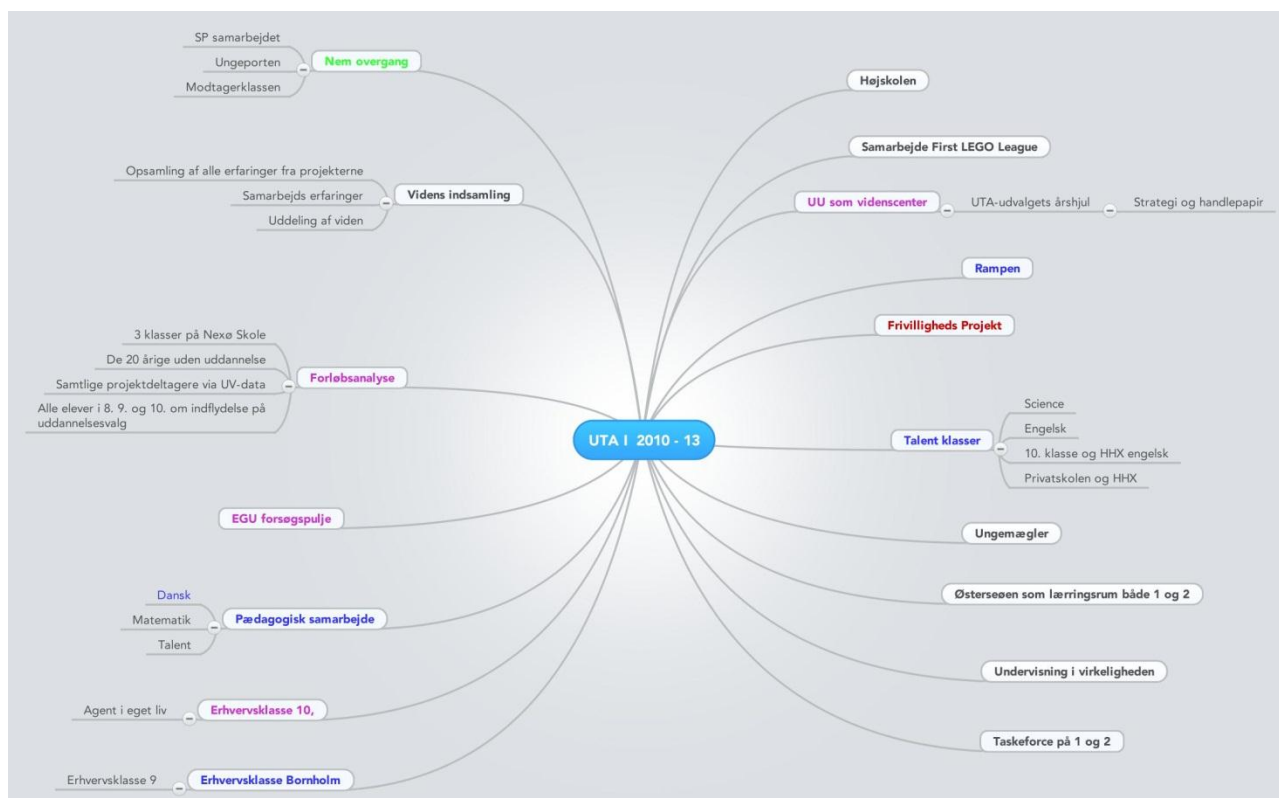 SP samarbejdet
Ungeporten
Modtagerklassen
Nem overgang
Opsamling af alle erfaringer fra projekterne
Samarbejds erfaringer
Uddeling af viden
Videns indsamling
3 klasser på Nexø Skole
De 20 årige uden uddannelse
Samtlige projektdeltagere via UV-data
Alle elever i 8. 9. og 10. om indflydelse på
uddannelsesvalg
Forløbsanalyse
EGU forsøgspulje
Dansk
Matematik
Talent
Pædagogisk samarbejde
Agent i eget liv
Erhvervsklasse 10,
Erhvervsklasse 9
Erhvervsklasse Bornholm
UTA I 2010 - 13
Højskolen
Samarbejde First LEGO League
UU som videnscenter
UTA-udvalgets årshjul
Strategi og handlepapir
Rampen
Frivilligheds Projekt
Talent klasser
Science
Engelsk
10. klasse og HHX engelsk
Privatskolen og HHX
Ungemægler
Østerseøen som lærringsrum både 1 og 2
Undervisning i virkeligheden
Taskeforce på 1 og 2